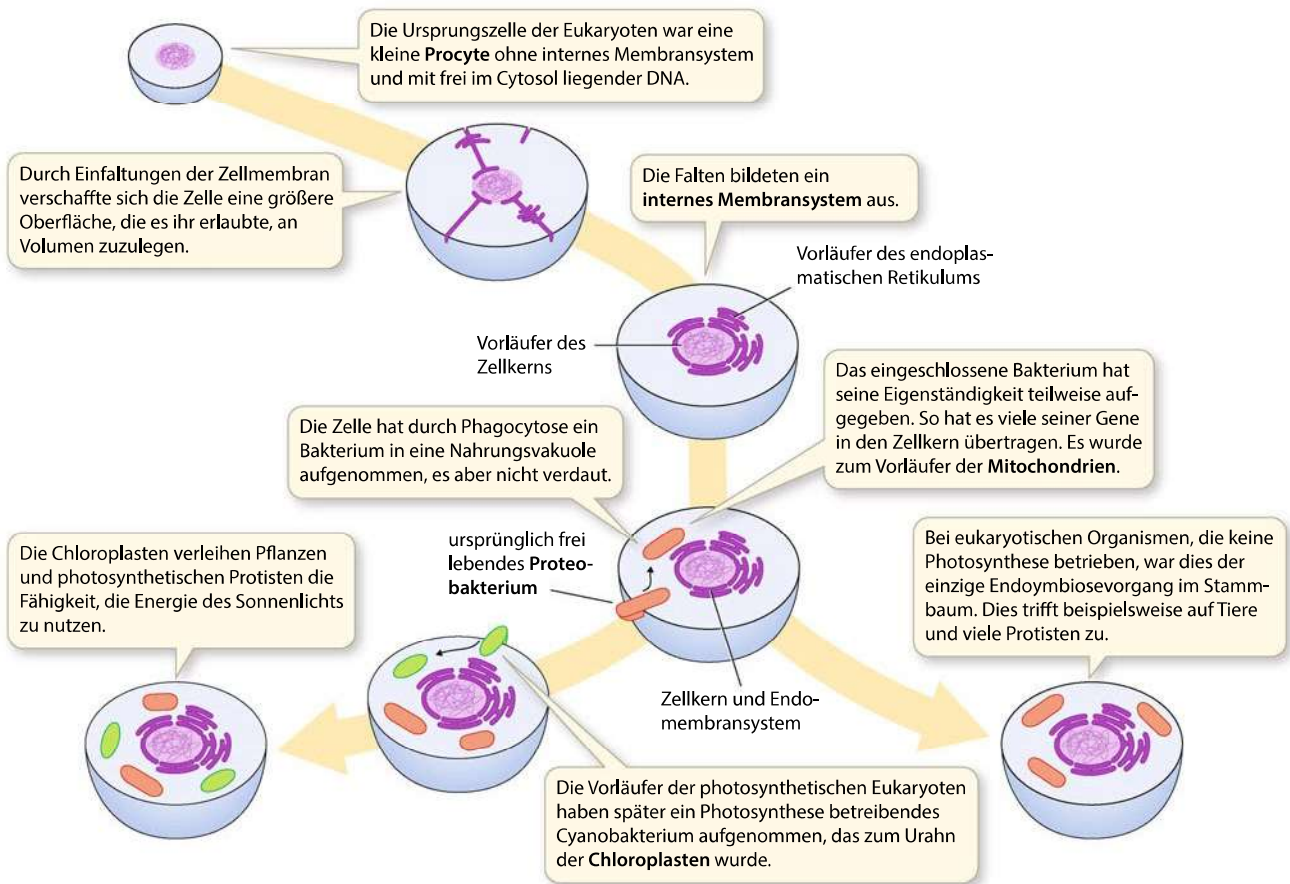 Die Ursprungszelle der Eukaryoten war eine
kleine Procyte ohne internes Membransystem
und mit frei im Cytosol liegender DNA.
Durch Einfaltungen der Zellmembran
verschaffte sich die Zelle eine größere
Oberfläche, die es ihr erlaubte, an
Volumen zuzulegen.
Die Falten bildeten ein
internes Membransystem aus.
Vorläufer des endoplas-
matischen Retikulums
Vorläufer des
Zellkerns
Das eingeschlossene Bakterium hat
seine Eigenständigkeit teilweise auf-
gegeben. So hat es viele seiner Gene
in den Zellkern übertragen. Es wurde
zum Vorläufer der Mitochondrien.
Die Zelle hat durch Phagocytose ein
Bakterium in eine Nahrungsvakuole
aufgenommen, es aber nicht verdaut.
ursprünglich frei
lebendes Proteo-
bakterium
Die Chloroplasten verleihen Pflanzen
und photosynthetischen Protisten die
Fähigkeit, die Energie des Sonnenlichts
zu nutzen.
Bei eukaryotischen Organismen, die keine
Photosynthese betrieben, war dies der
einzige Endoymbiosevorgang im Stamm-
baum. Dies trifft beispielsweise auf Tiere
und viele Protisten zu.
Zellkern und Endo-
membransystem
Die Vorläufer der photosynthetischen Eukaryoten
haben später ein Photosynthese betreibendes
Cyanobakterium aufgenommen, das zum Urahn
der Chloroplasten wurde.